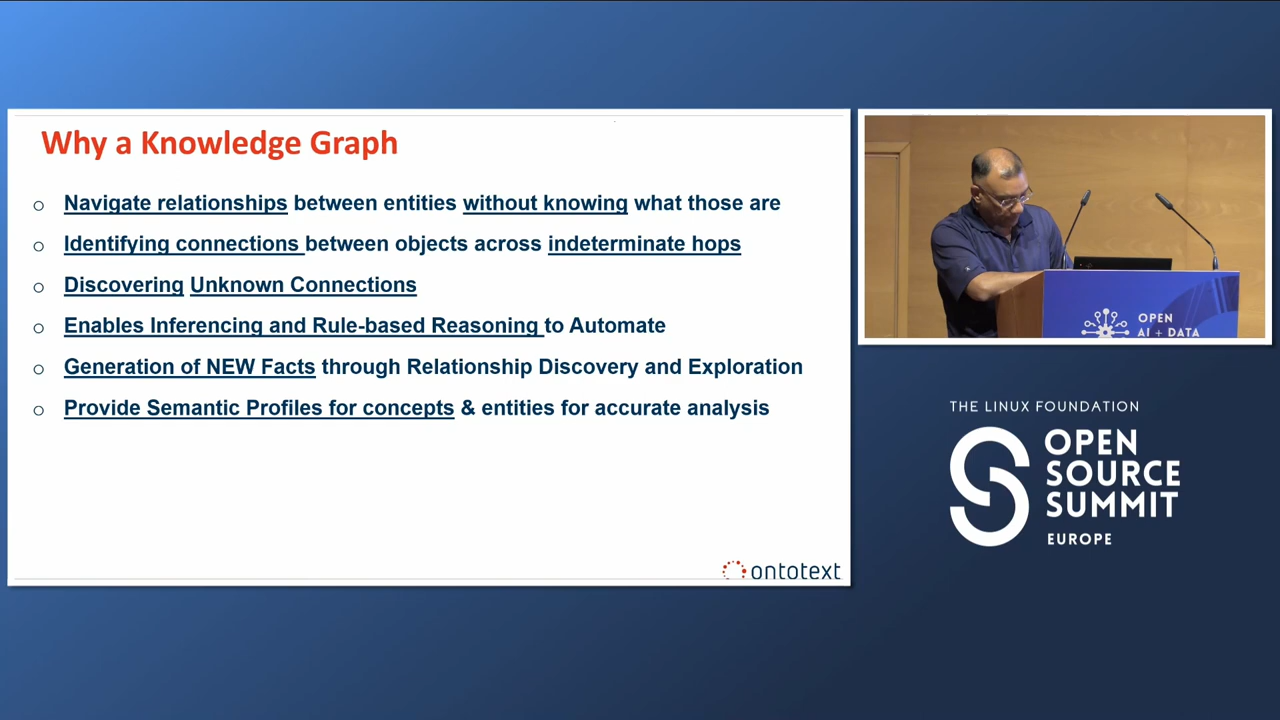 Why a Knowledge Graph
Navigate relationships between entities without knowing what those are
Identifying connections between objects across indeterminate hops
Discovering Unknown Connections
Enables Inferencing and Rule-based Reasoning to Automate
Generation of NEW Facts through Relationship Discovery and Exploration
Provide Semantic Profiles for concepts & entities for accurate analysis
ontotext
OPEN
AI + DATA
THE LINUX FOUNDATION
OPEN
SOURCE
SUMMIT
EUROPE